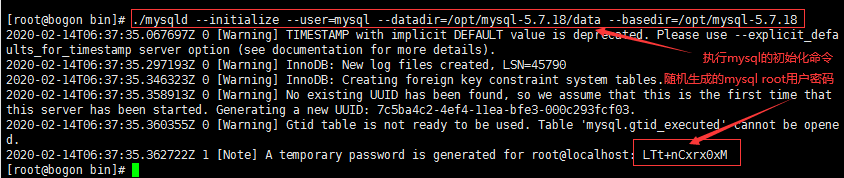 [root@bogon bin]# ./mysqld --initialize --user=mysql --datadir=/opt/mysql-5.7.18/data --basedir=/opt/mysql-5.7.18
2020-02-14T06:37:35.067697Z 0 [Warning] TIMESTAMP with implicit DEFAULT value is deprecated. Please use --explicit_defa
ults_for_timestamp server option (see documentation for more details).
执行mysql的初始化命令
2020-02-14T06:37:35.297193Z 0 [Warning] InnoDB: New log files created, LSN=45790
2020-02-14T06:37:35.346323Z 0 [Warning] InnoDB: Creating foreign key constraint system tables.
随机生成的mysql root用户密码
2020-02-14T06:37:35.358913Z 0 [Warning] No existing UUID has been found, so we assume that this is the first time that
this server has been started. Generating a new UUID: 7c5ba4c2-4ef4-11ea-bfe3-000c293fcf03.
2020-02-14T06:37:35.360355Z 0 [Warning] Gtid table is not ready to be used. Table 'mysql.gtid_executed' cannot be opene
d.
2020-02-14T06:37:35.362722Z 1 [Note] A temporary password is generated for root@localhost: LTt+nCxrx0xM
[root@bogon bin]#